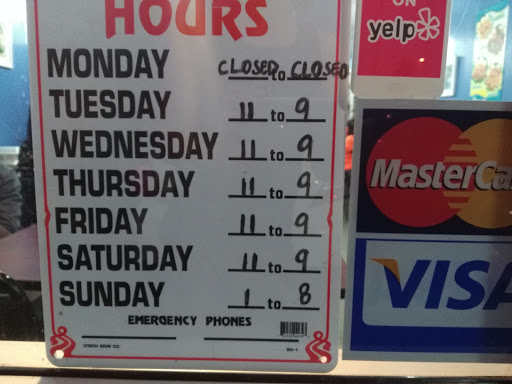 HOURS
MONDAY CLOSED to CLOSED
TUESDAY 11 to 9
WEDNESDAY 11 to 9
THURSDAY 11 to 9
FRIDAY 11 to 9
SATURDAY 11 to 9
SUNDAY 1 to 8
EMERGENCY PHONES
ON
yelp
MasterCa
VISA